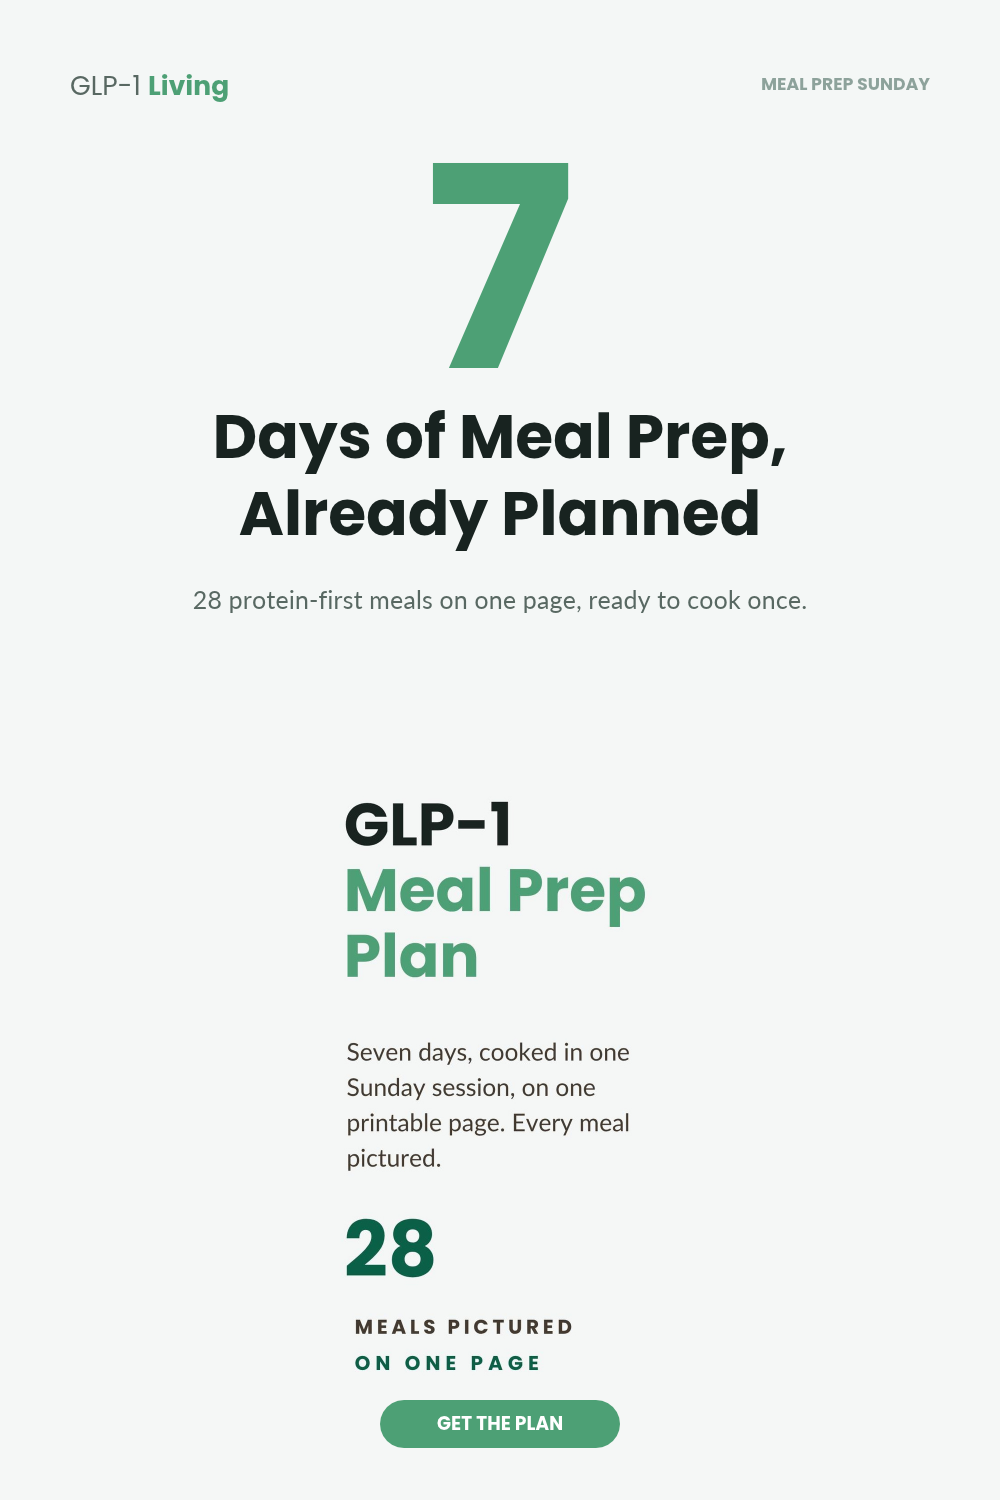 GLP-1 Living
MEAL PREP SUNDAY
7
Days of Meal Prep,
Already Planned
28 protein-first meals on one page, ready to cook once.
GLP-1
Meal Prep
Plan
Seven days, cooked in one
Sunday session, on one
printable page. Every meal
pictured.
28
MEALS PICTURED
ON ONE PAGE
GET THE PLAN